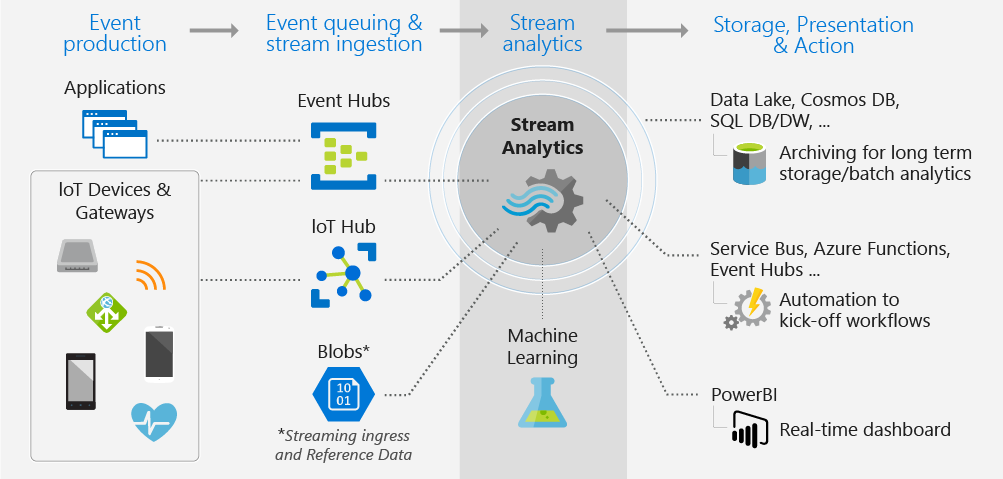 Event
production
Event queuing &
stream ingestion
Stream
analytics
Storage, Presentation
& Action
Applications
IoT Devices &
Gateways
Event Hubs
IoT Hub
Blobs*
10
01
*Streaming ingress
and Reference Data
Stream
Analytics
Machine
Learning
Data Lake, Cosmos DB,
SQL DB/DW, ...
Archiving for long term
storage/batch analytics
Service Bus, Azure Functions,
Event Hubs ...
Automation to
kick-off workflows
PowerBI
Real-time dashboard